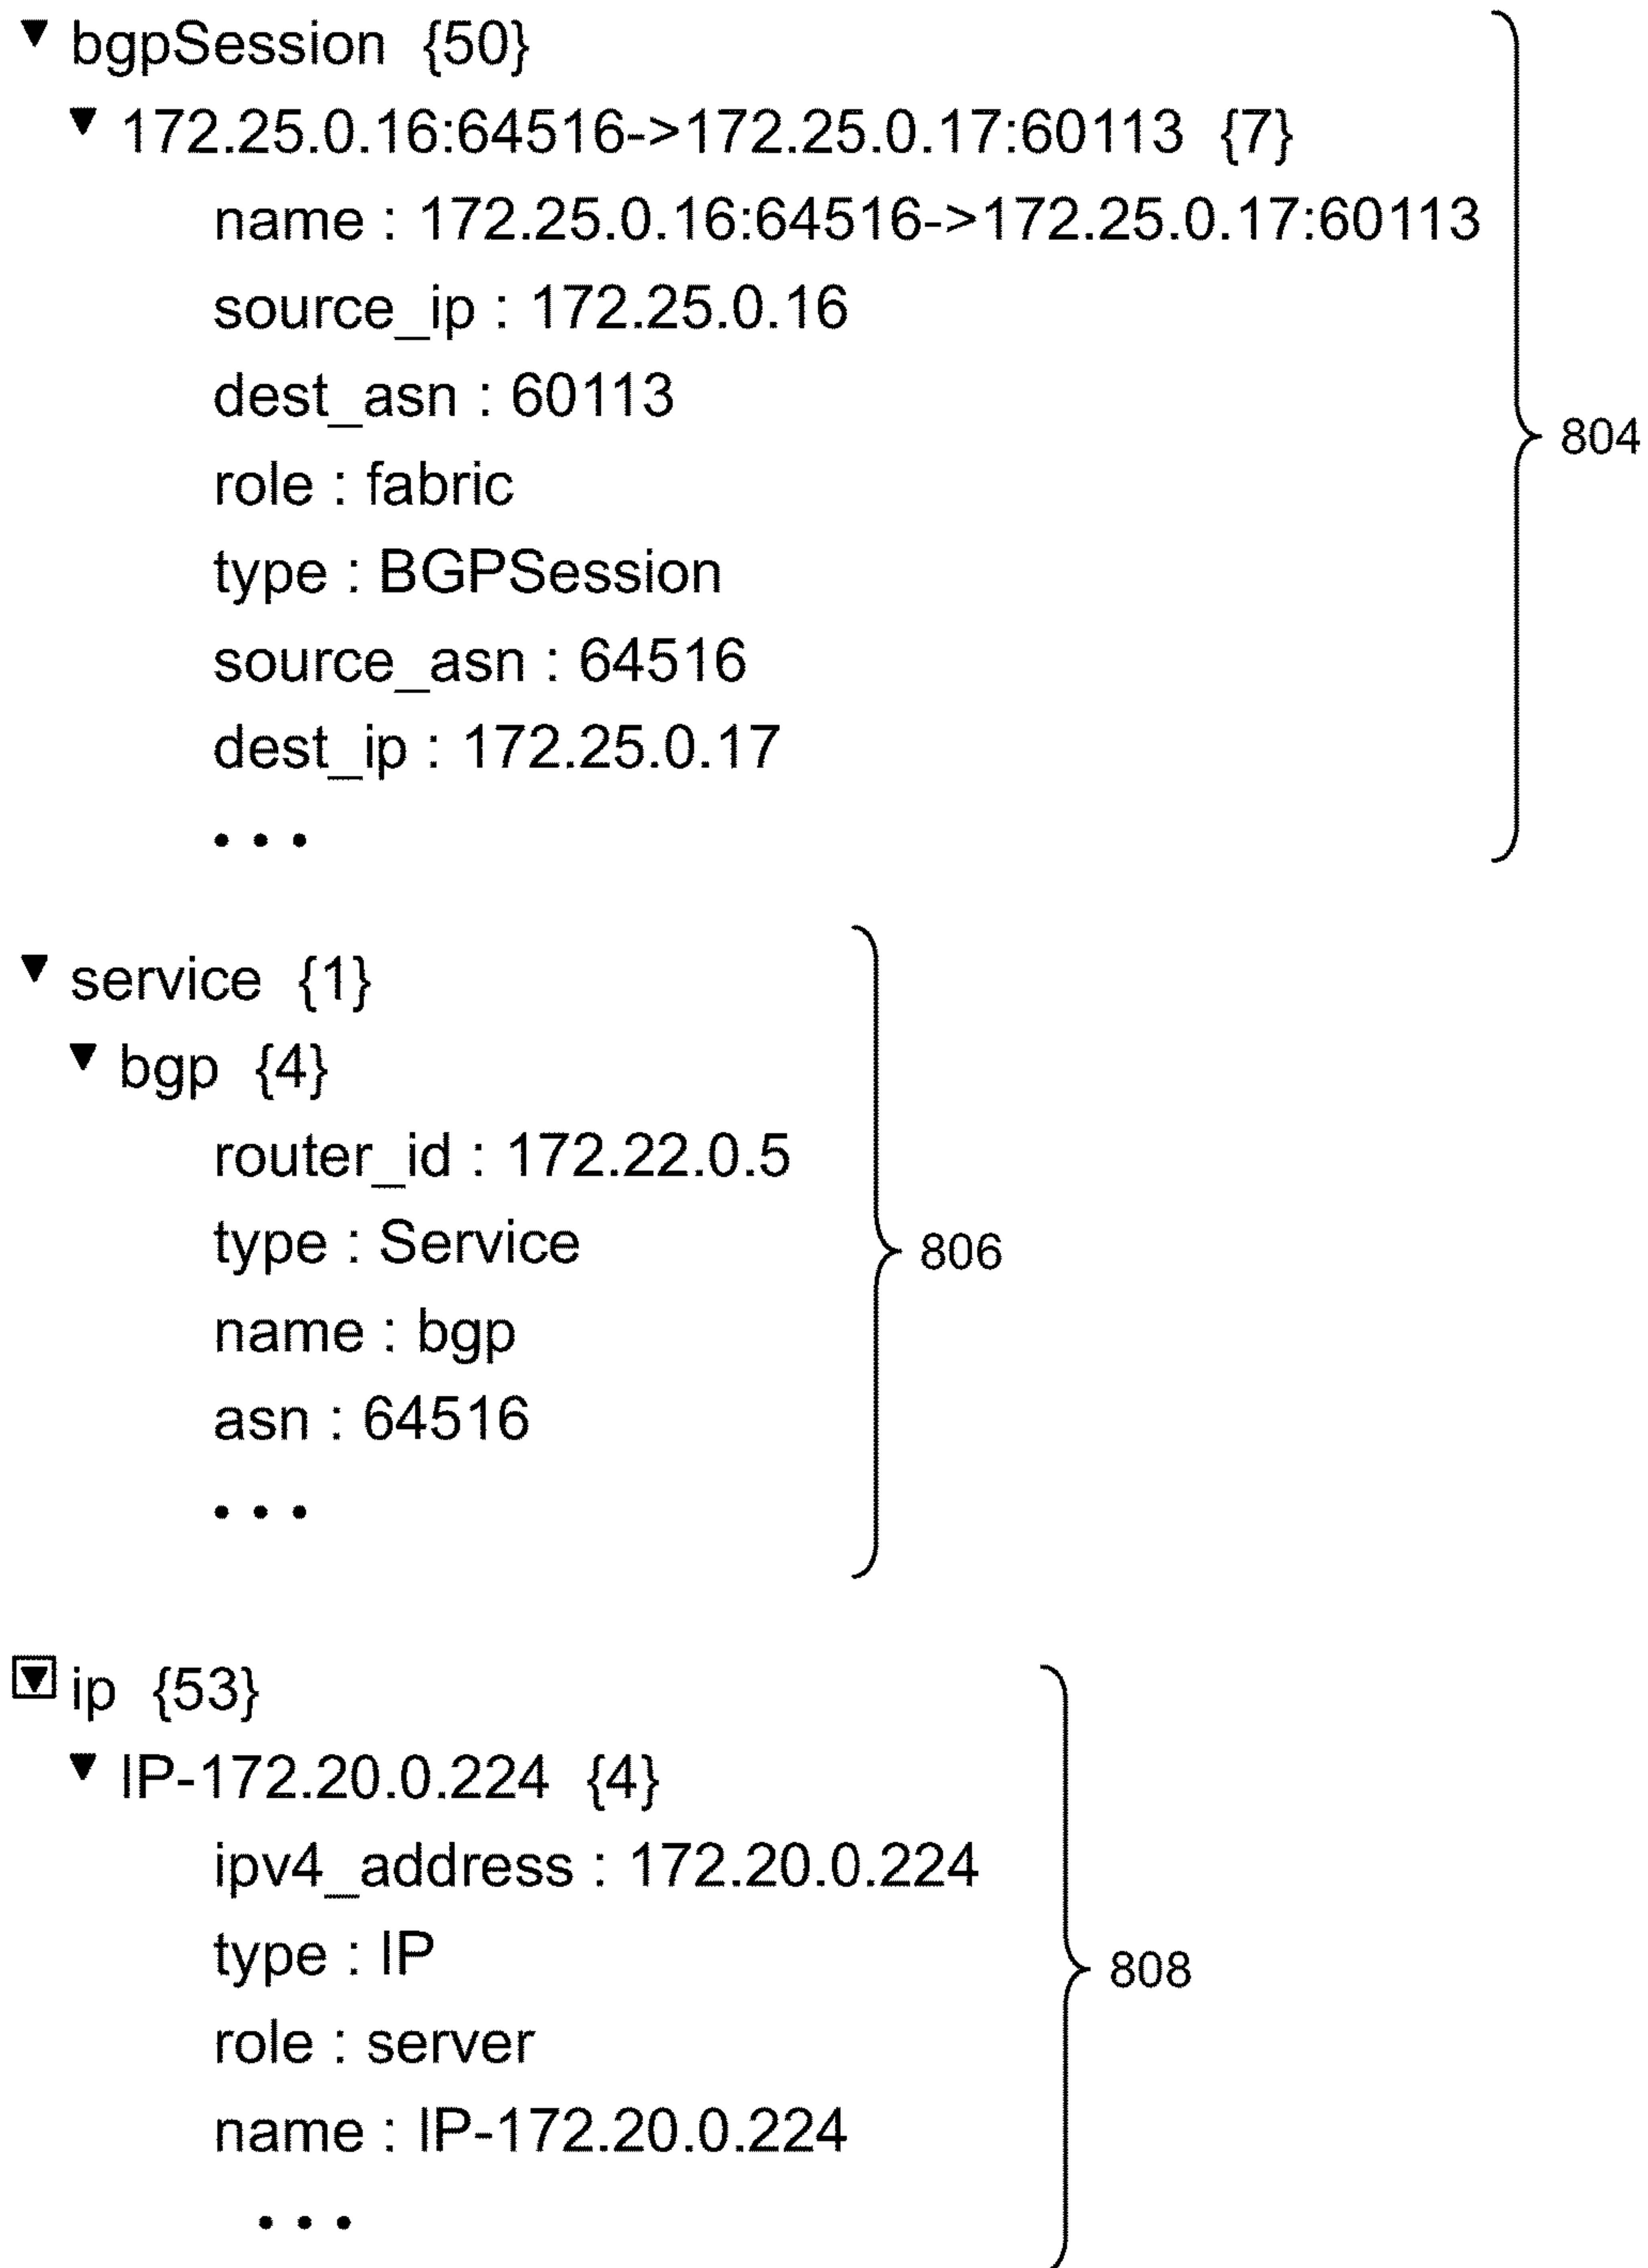 ▼ bgpSession {50}
▼ 172.25.0.16:64516->172.25.0.17:60113 {7}
name : 172.25.0.16:64516->172.25.0.17:60113
source_ip : 172.25.0.16
dest_asn : 60113
804
role : fabric
type : BGPSession
source_asn : 64516
dest_ip : 172.25.0.17
• • •
▼ service {1}
▼ bgp {4}
router_id : 172.22.0.5
type : Service
806
name : bgp
asn : 64516
• • •
▼ ip {53}
▼ IP-172.20.0.224 {4}
ipv4_address : 172.20.0.224
type : IP
808
role : server
name : IP-172.20.0.224
• • •